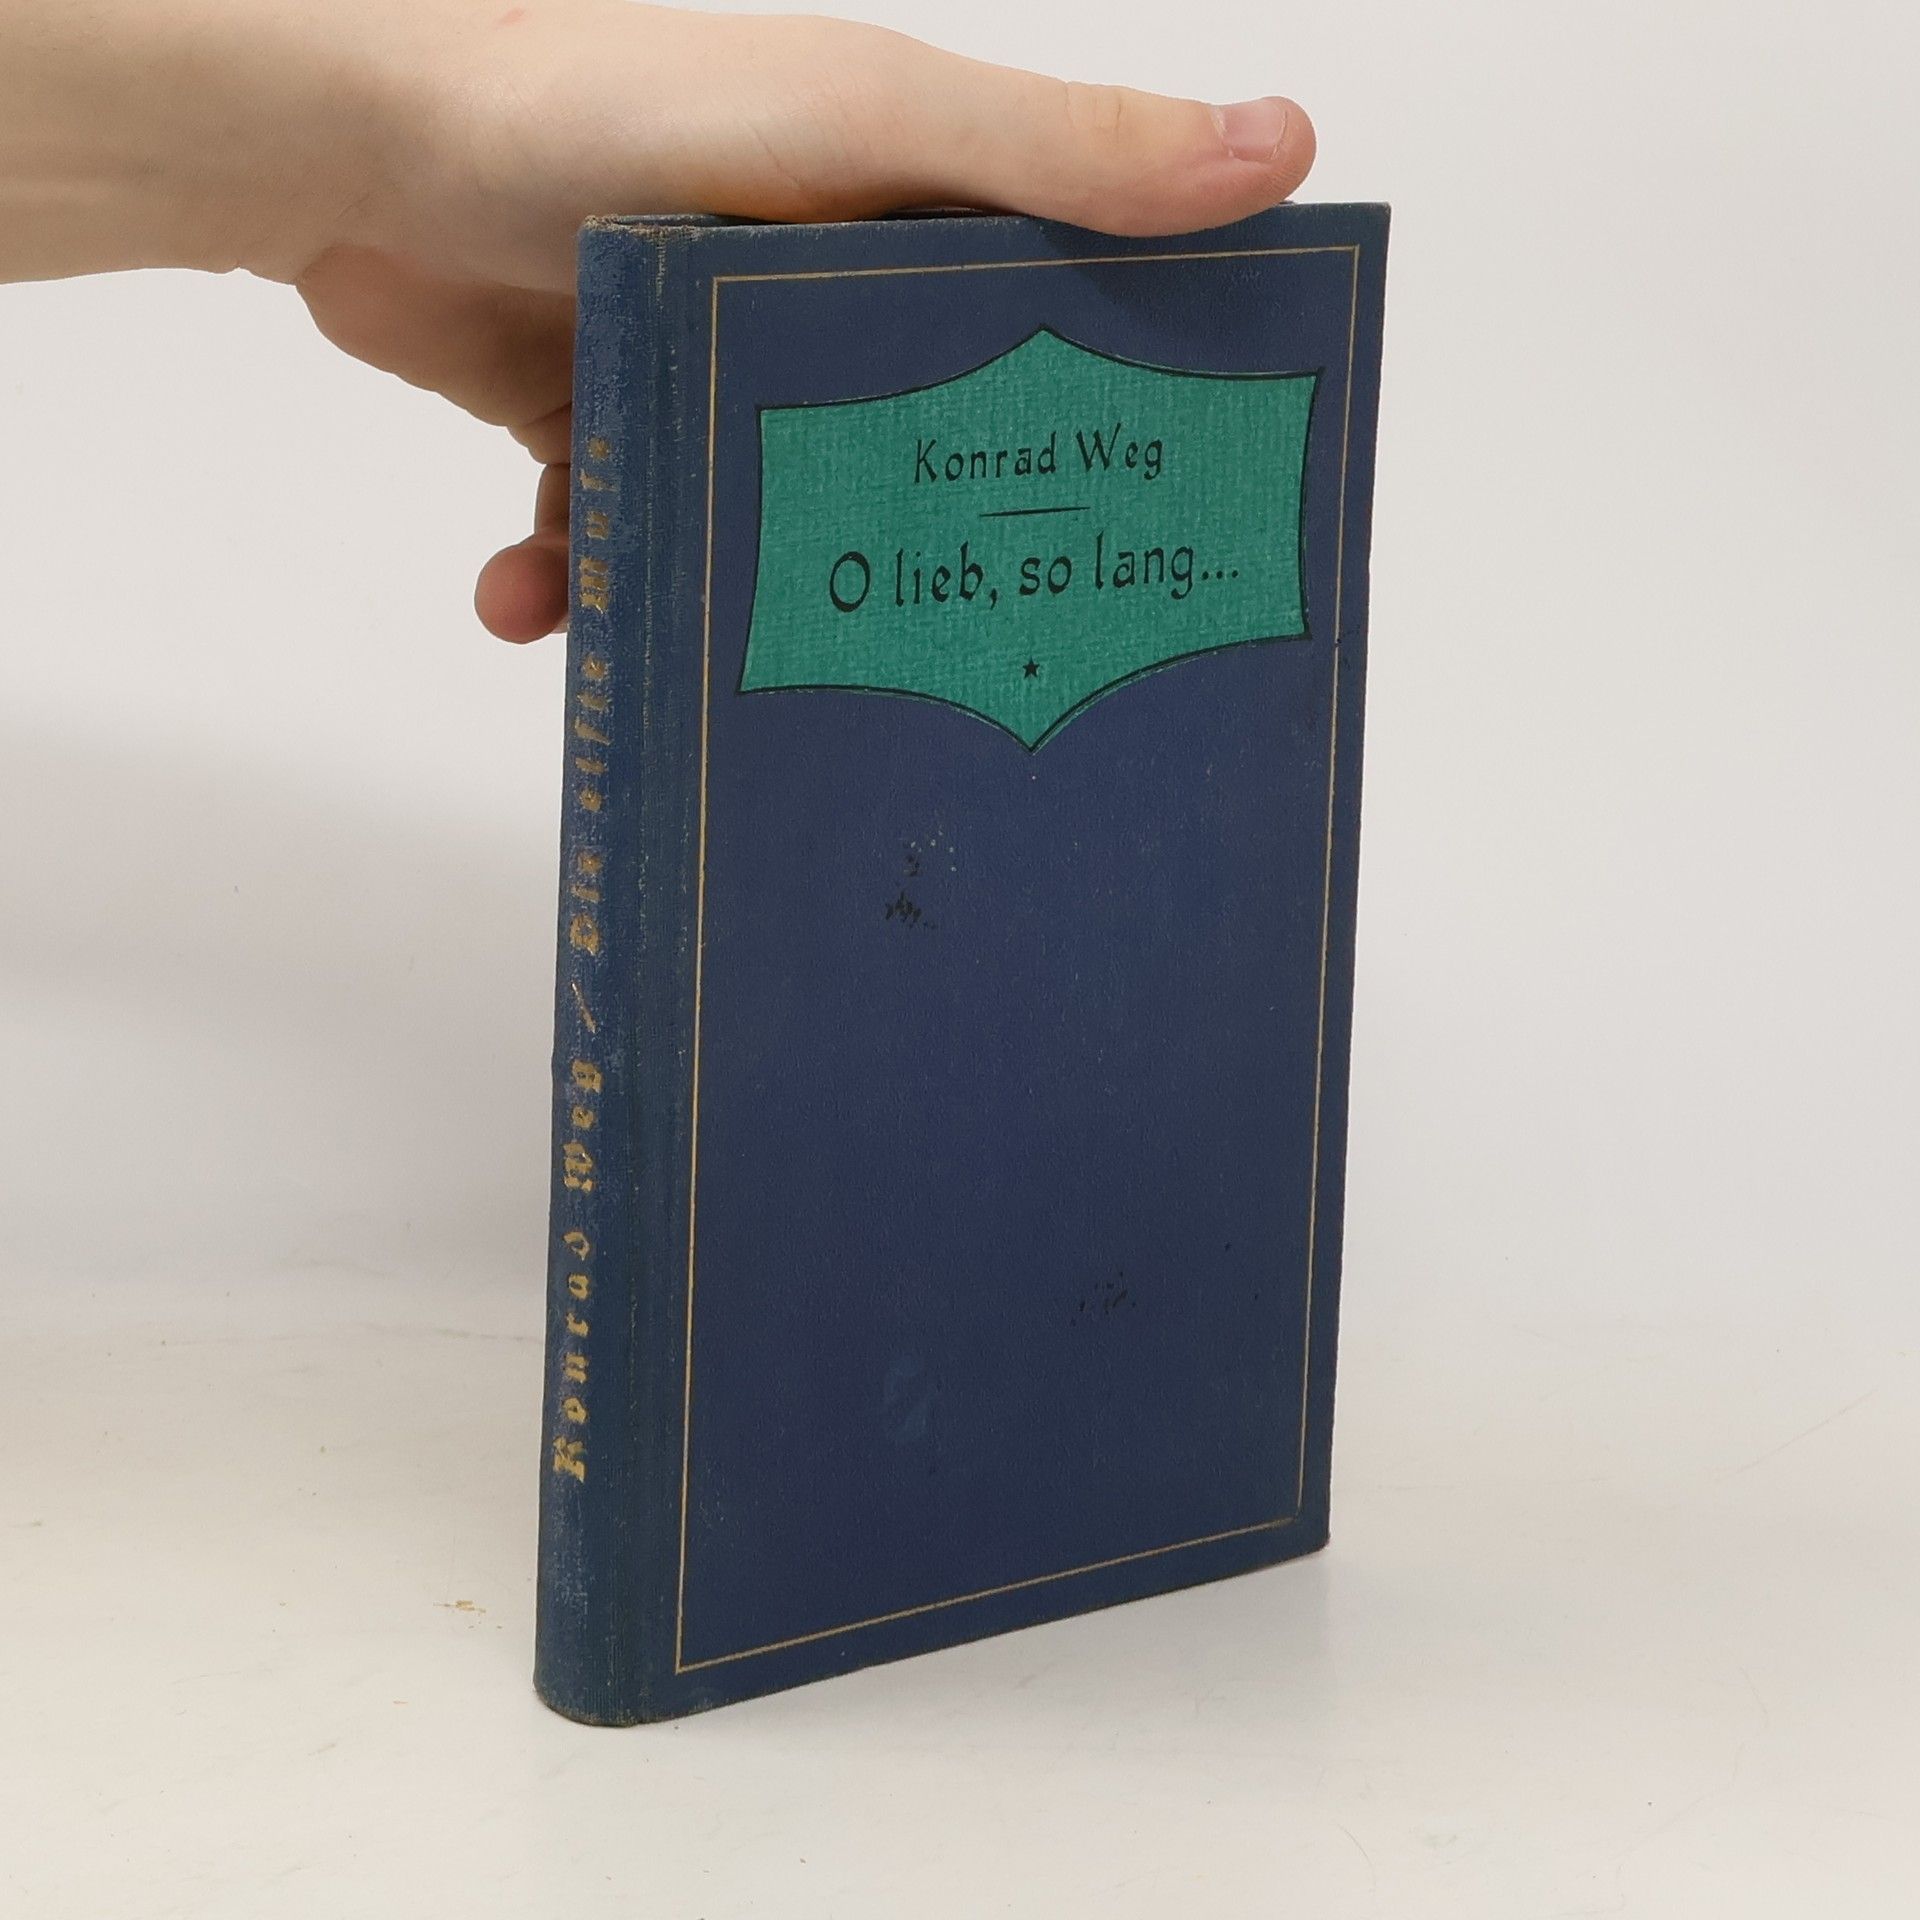 Konrad Weg
O lieb, so lang...
Konrad Weg / Die elfte Muse